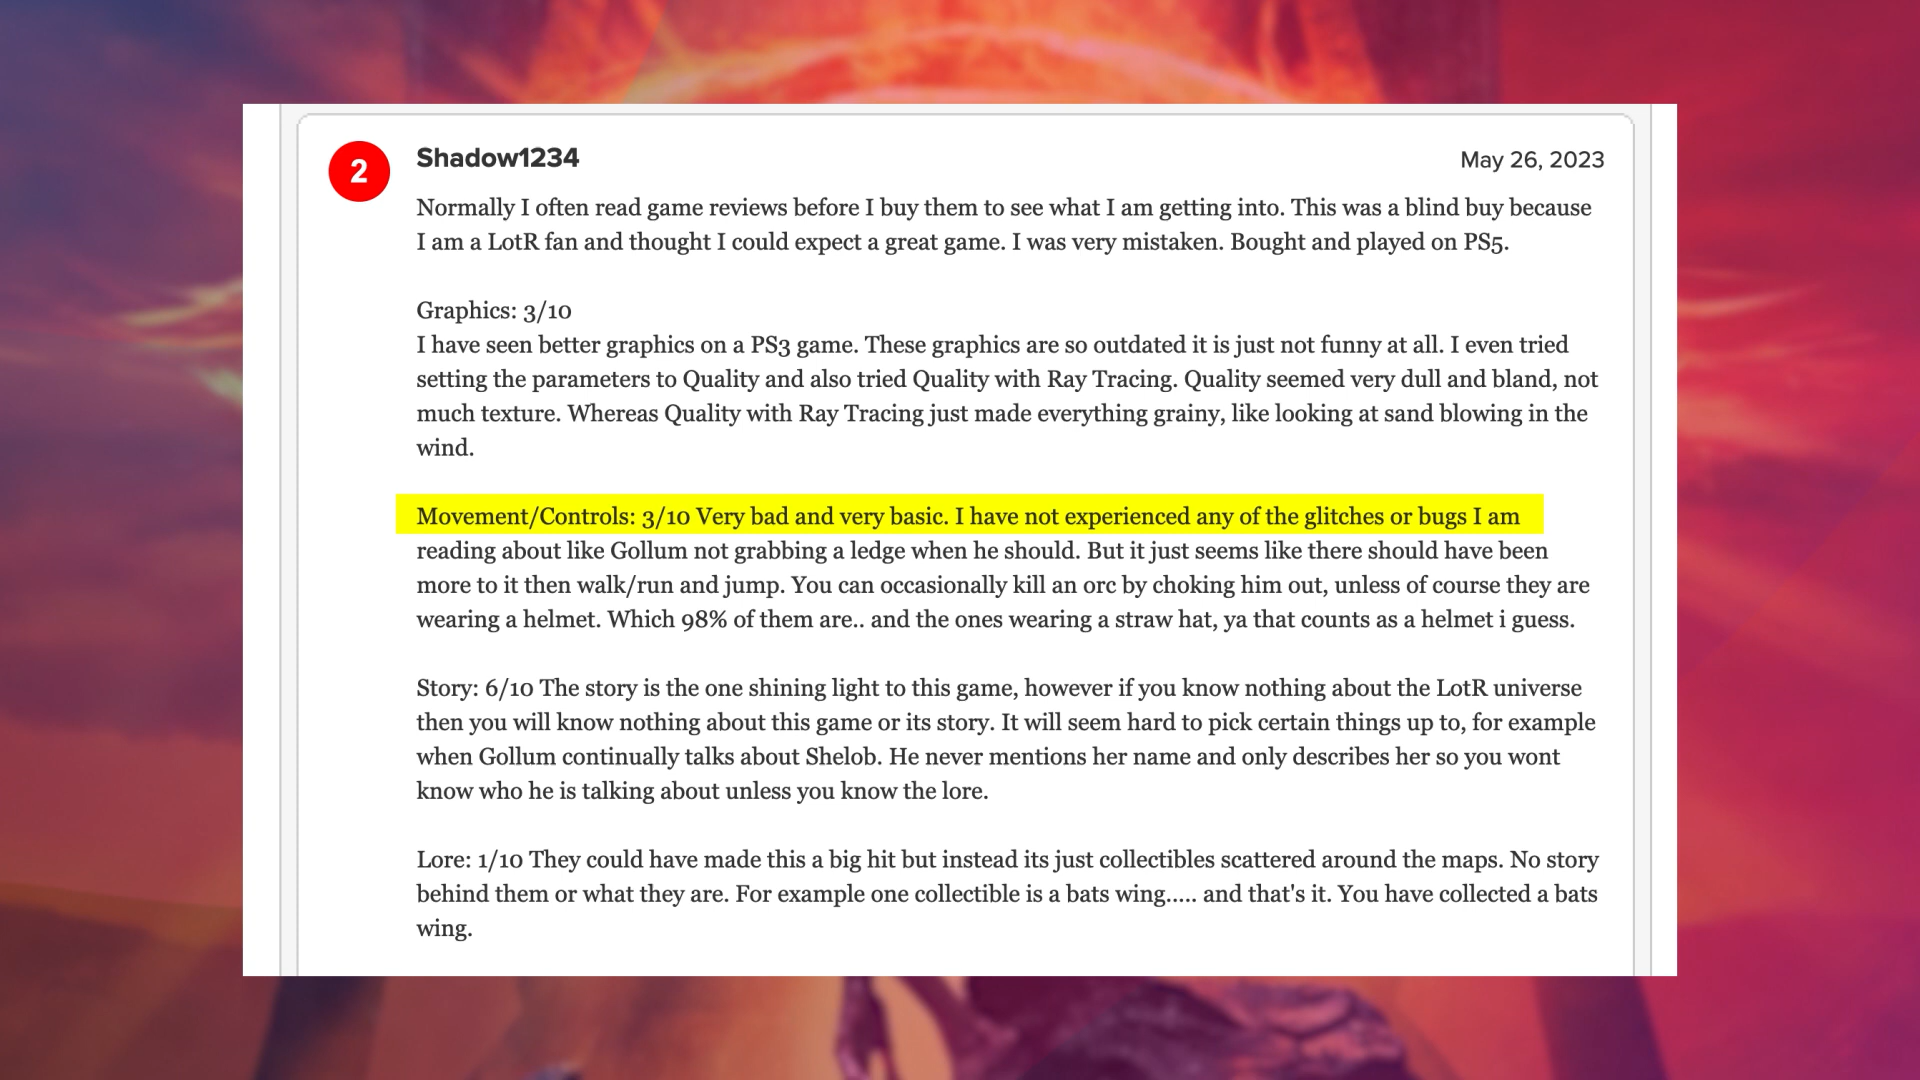 2
Shadow1234
May 26, 2023
Normally I often read game reviews before I buy them to see what I am getting into. This was a blind buy because
I am a LotR fan and thought I could expect a great game. I was very mistaken. Bought and played on PS5.
Graphics: 3/10
I have seen better graphics on a PS3 game. These graphics are so outdated it is just not funny at all. I even tried
setting the parameters to Quality and also tried Quality with Ray Tracing. Quality seemed very dull and bland, not
much texture. Whereas Quality with Ray Tracing just made everything grainy, like looking at sand blowing in the
wind.
Movement/Controls: 3/10 Very bad and very basic. I have not experienced any of the glitches or bugs I am
reading about like Gollum not grabbing a ledge when he should. But it just seems like there should have been
more to it then walk/run and jump. You can occasionally kill an orc by choking him out, unless of course they are
wearing a helmet. Which 98% of them are.. and the ones wearing a straw hat, ya that counts as a helmet i guess.
Story: 6/10 The story is the one shining light to this game, however if you know nothing about the LotR universe
then you will know nothing about this game or its story. It will seem hard to pick certain things up to, for example
when Gollum continually talks about Shelob. He never mentions her name and only describes her so you wont
know who he is talking about unless you know the lore.
Lore: 1/10 They could have made this a big hit but instead its just collectibles scattered around the maps. No story
behind them or what they are. For example one collectible is a bats wing..... and that's it. You have collected a bats
wing.